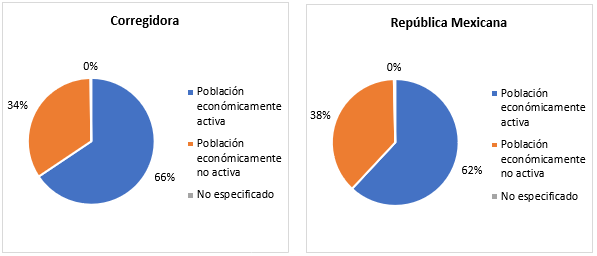 Corregidora
0%
34%
66%
Población
económicamente
activa
Población
económicamente
no activa
No especificado
República Mexicana
0%
38%
62%
Población
económicamente
activa
Población
económicamente
no activa
No especificado